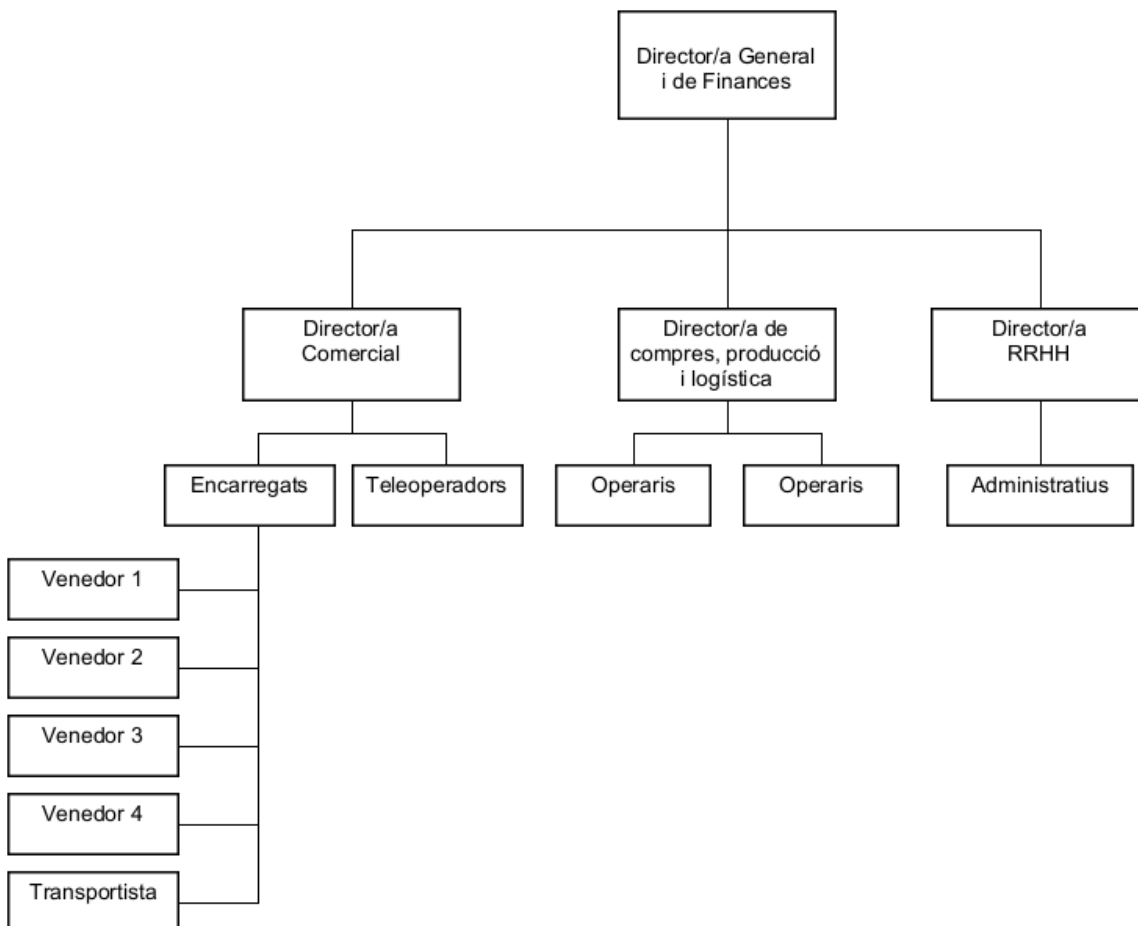 Director/a General
i de Finances
Director/a
Comercial
Director/a de
compres, producció
i logística
Director/a
RRHH
Encarregats
Teleoperadors
Operaris
Operaris
Administratius
Venedor 1
Venedor 2
Venedor 3
Venedor 4
Transportista